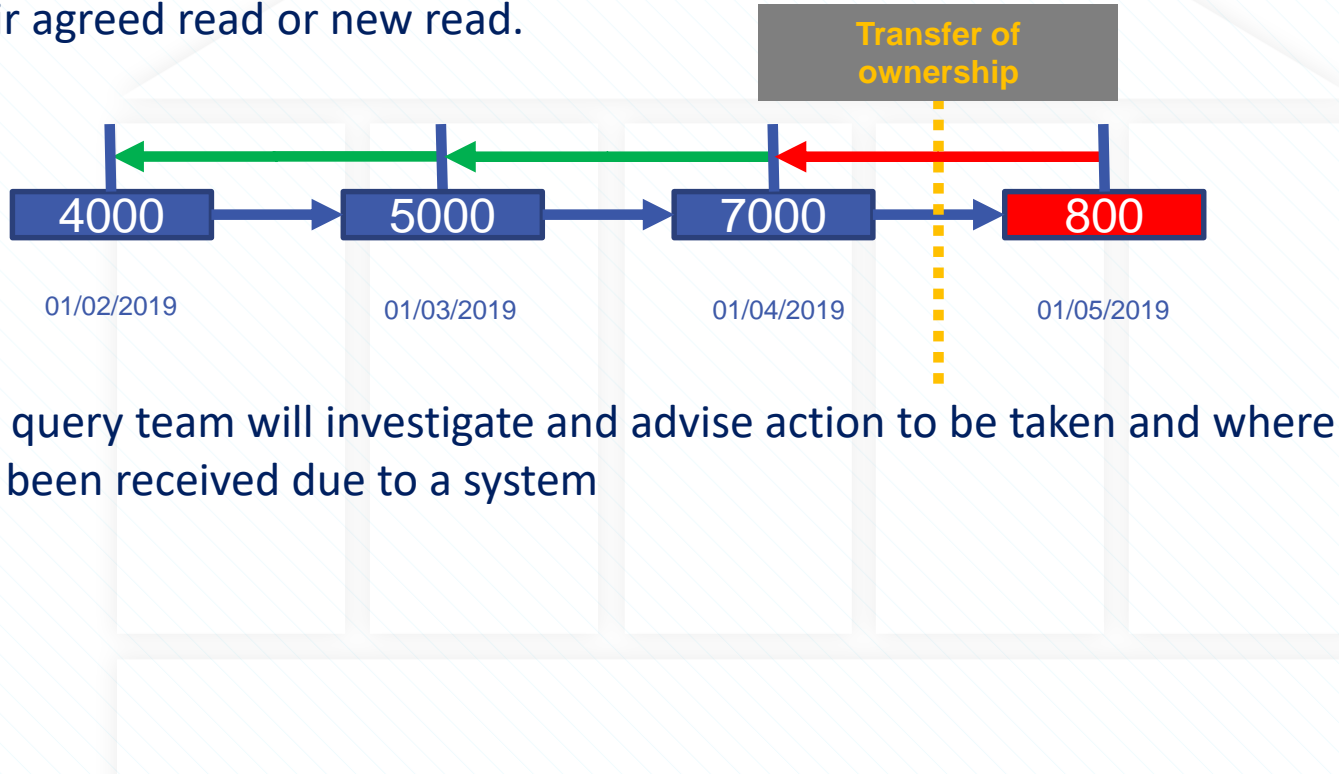 ir agreed read or new read.
Transfer of
ownership
4000 5000 7000 800
01/02/2019 01/03/2019 01/04/2019 01/05/2019
query team will investigate and advise action to be taken and where
been received due to a system